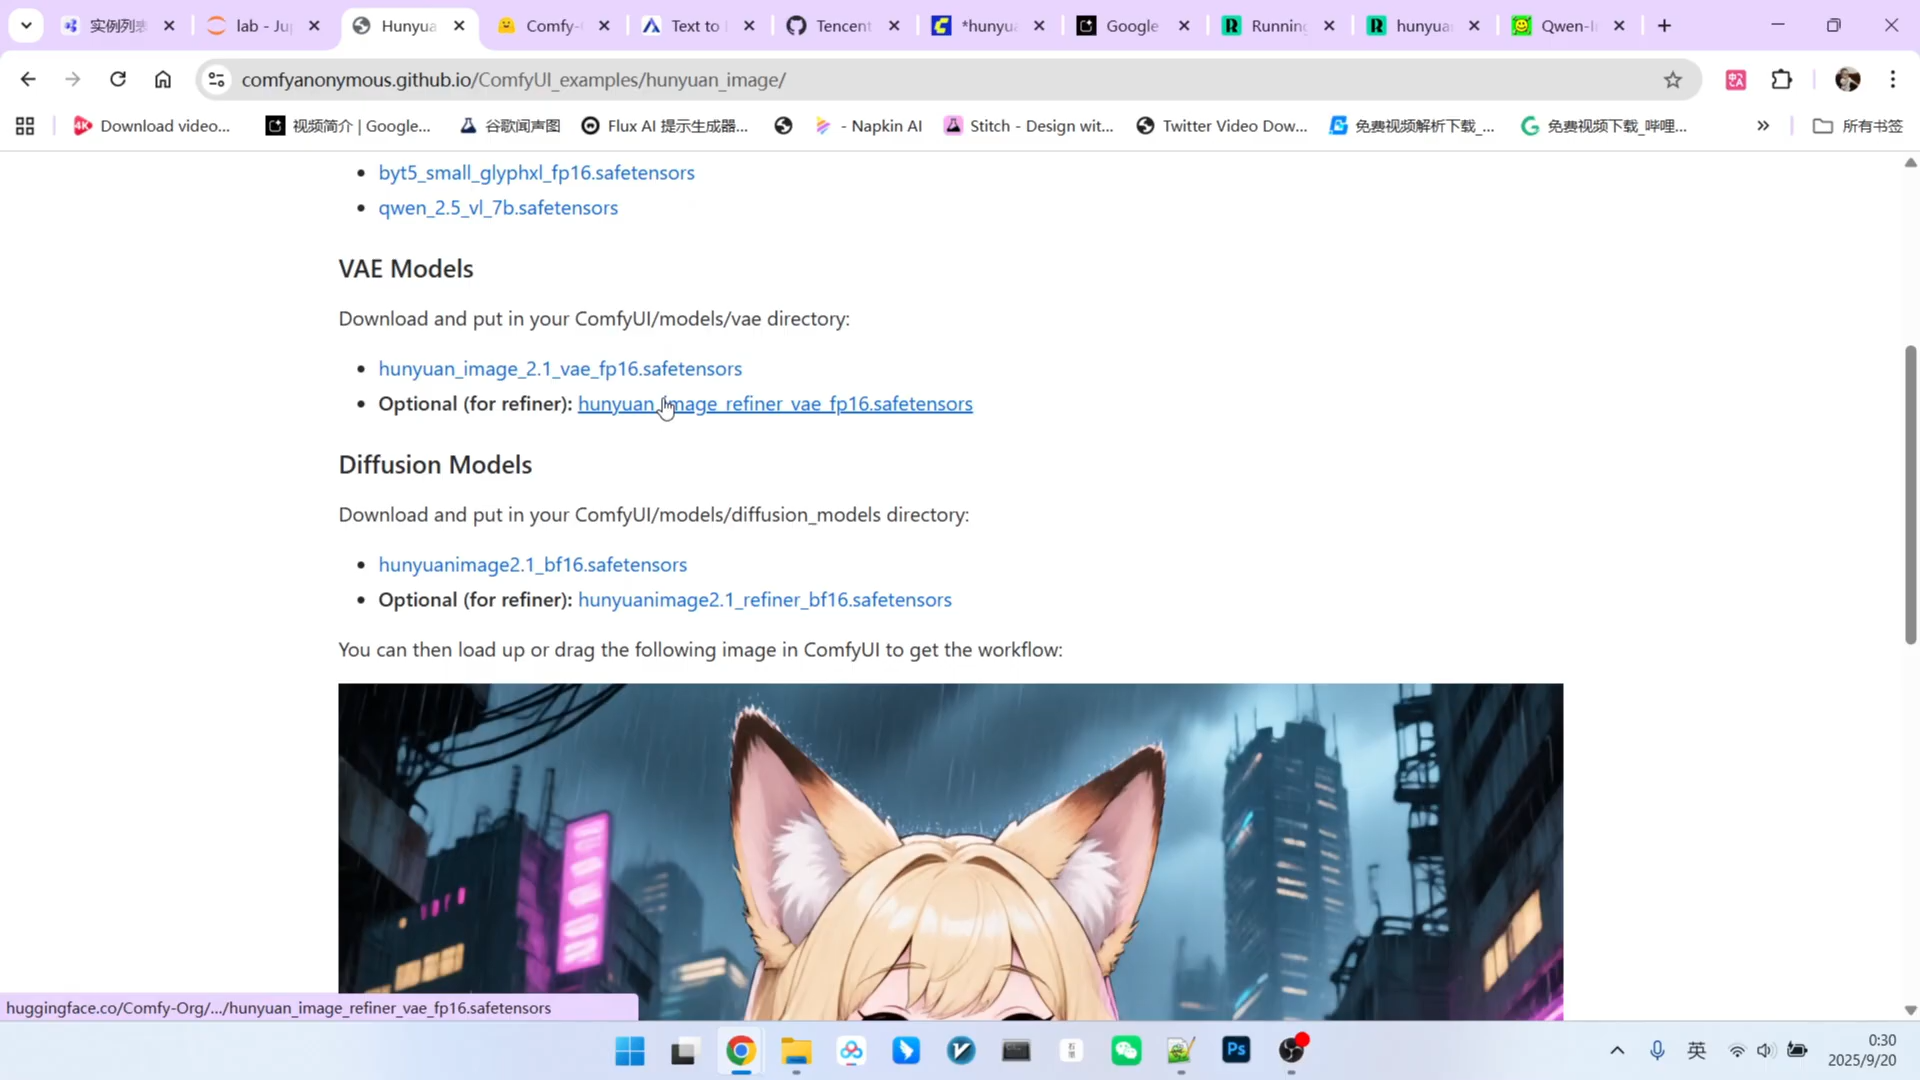 实例列表
lab - Ju
Hunyua
Comfy-
Text to
Tencent
*hunyua
Google
Running
hunyuan
Qwen-I
comfyanonymous.github.io/ComfyUI_examples/hunyuan_image/
Download video...
视频简介 | Google...
谷歌闻声图
Flux AI 提示生成器...
- Napkin AI
Stitch - Design wit...
Twitter Video Dow...
免费视频解析下载_...
免费视频下载_哔哩...
所有书签
byt5_small_glyphxl_fp16.safetensors
qwen_2.5_vl_7b.safetensors
VAE Models
Download and put in your ComfyUI/models/vae directory:
hunyuan_image_2.1_vae_fp16.safetensors
Optional (for refiner): hunyuan_image_refiner_vae_fp16.safetensors
Diffusion Models
Download and put in your ComfyUI/models/diffusion_models directory:
hunyuanimage2.1_bf16.safetensors
Optional (for refiner): hunyuanimage2.1_refiner_bf16.safetensors
You can then load up or drag the following image in ComfyUI to get the workflow:
huggingface.co/Comfy-Org/.../hunyuan_image_refiner_vae_fp16.safetensors
Ps
英
0:30
2025/9/20